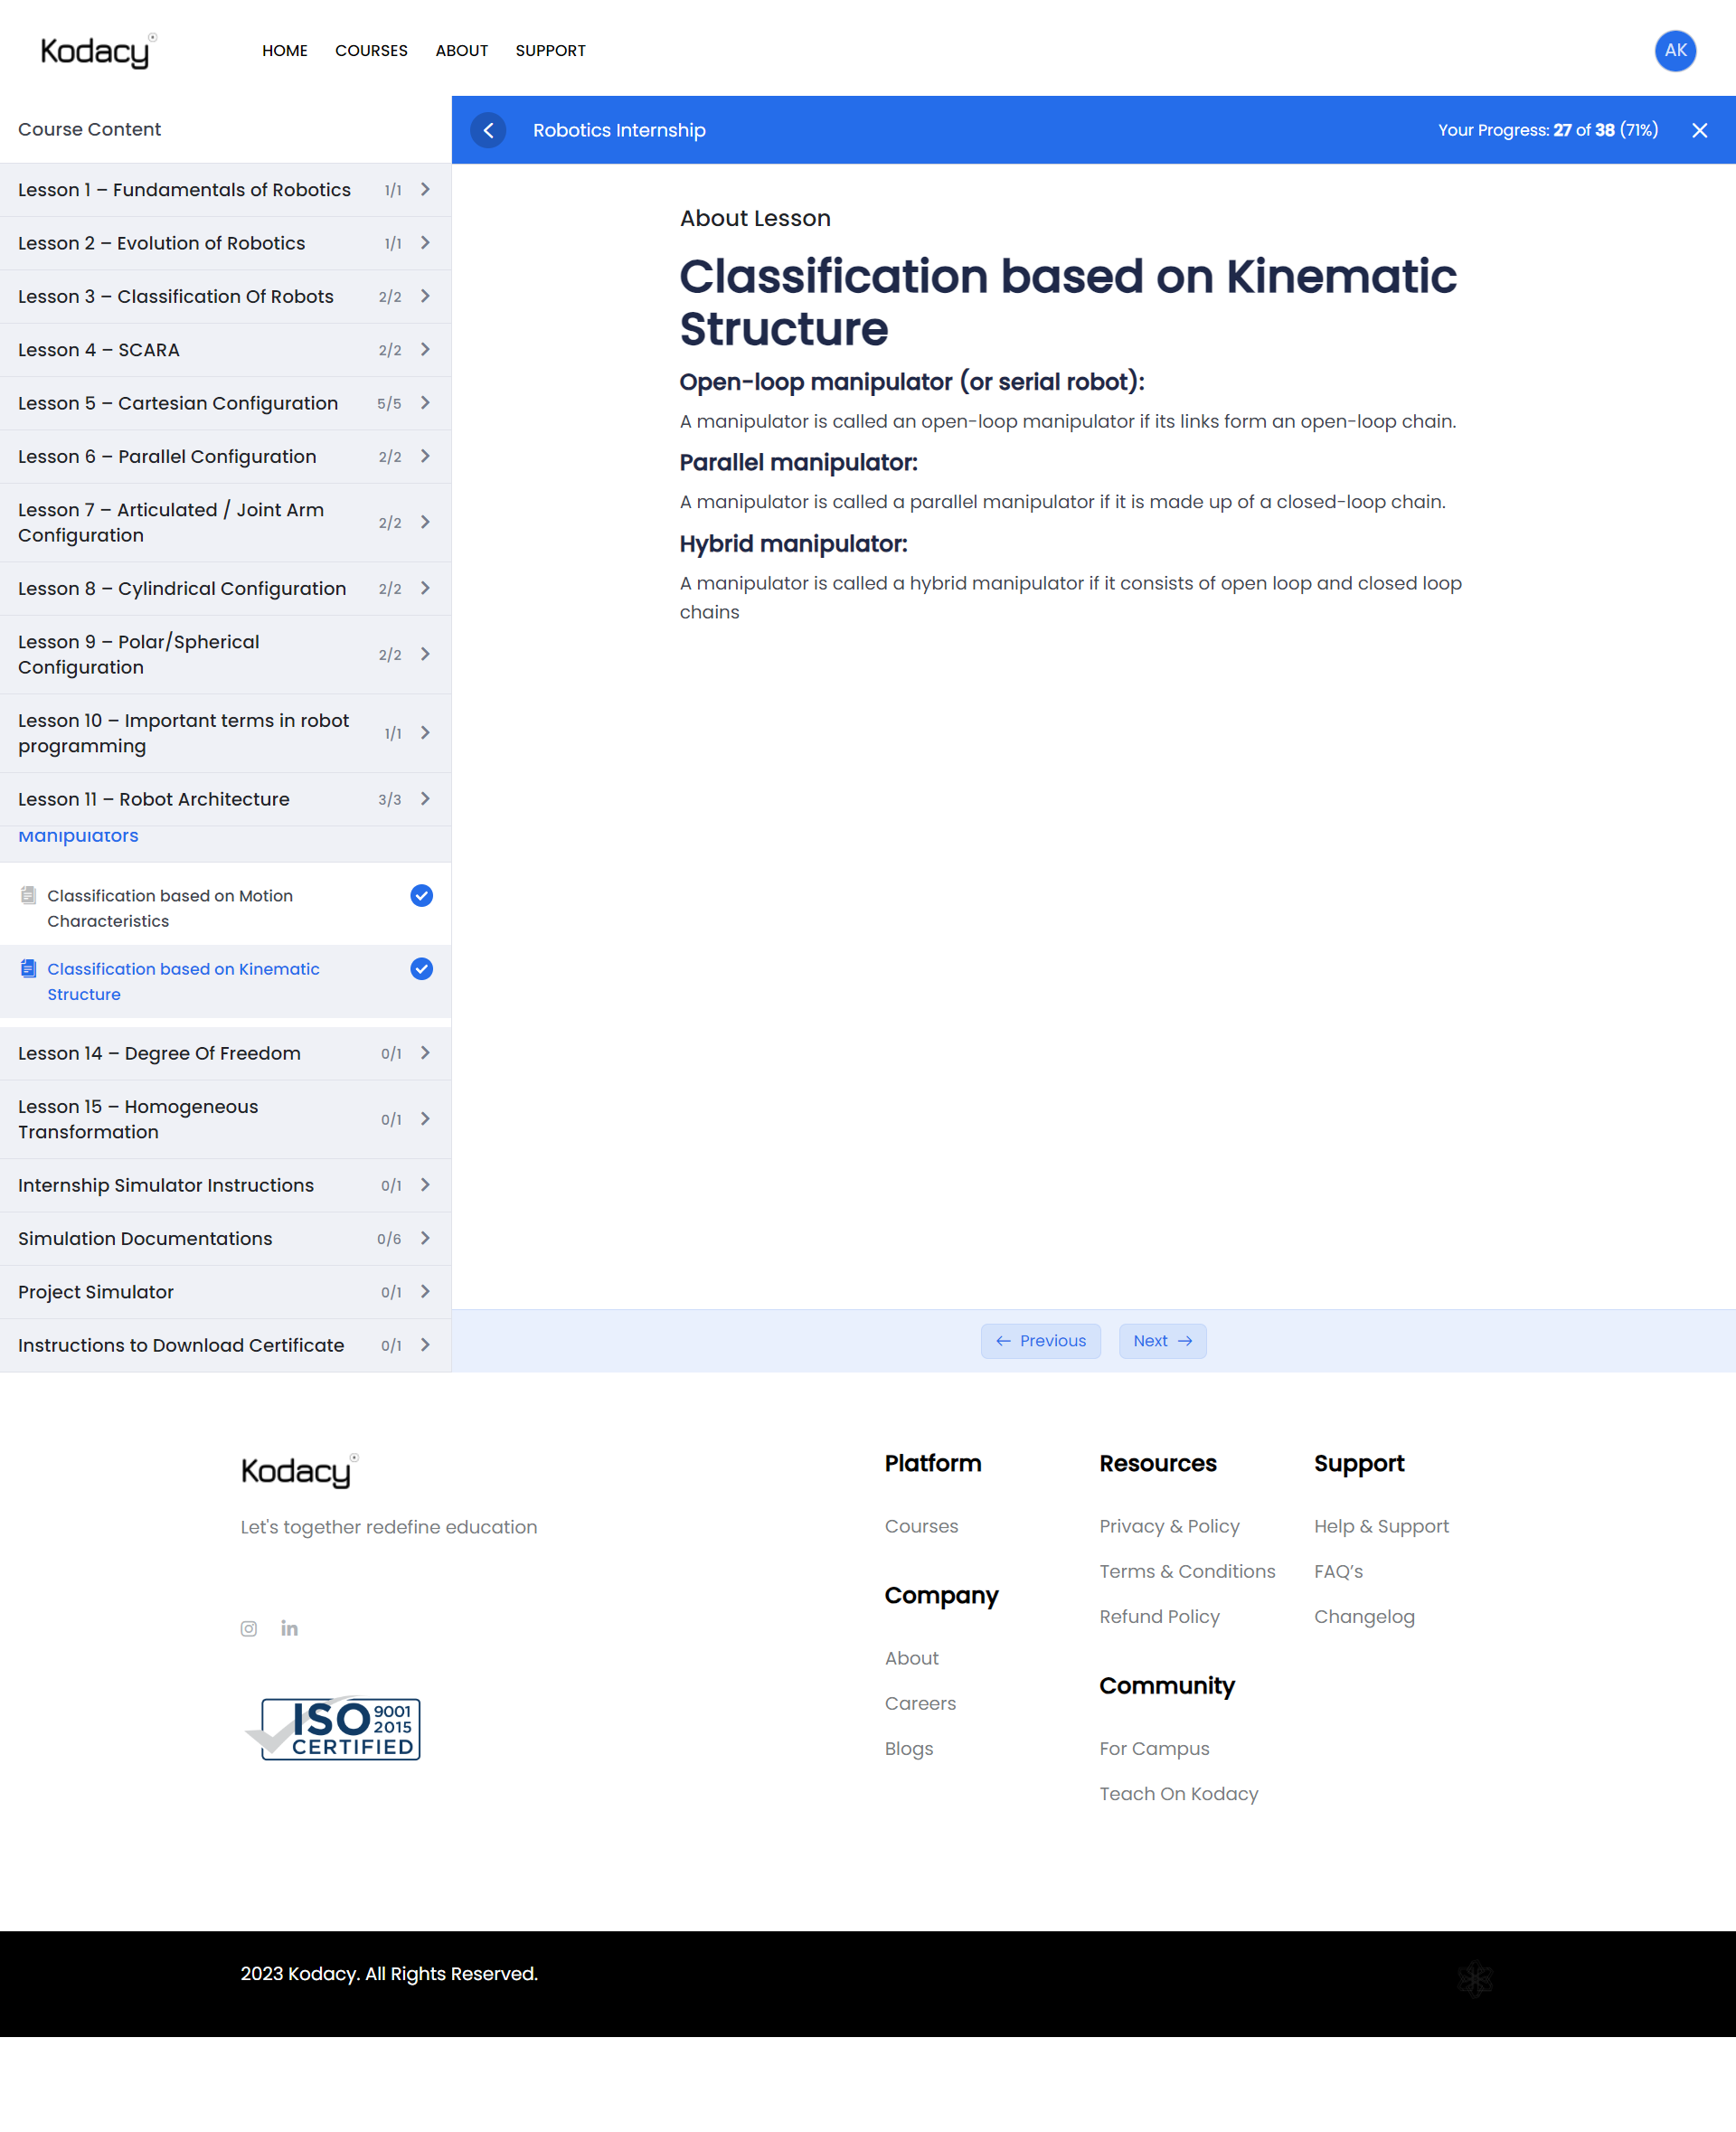 Kodacy
HOME COURSES ABOUT SUPPORT
AK
Course Content
Robotics Internship
Your Progress: 27 of 38 (71%)
Lesson 1 – Fundamentals of Robotics 1/1
Lesson 2 – Evolution of Robotics 1/1
Lesson 3 – Classification Of Robots 2/2
Lesson 4 – SCARA 2/2
Lesson 5 – Cartesian Configuration 5/5
Lesson 6 – Parallel Configuration 2/2
Lesson 7 – Articulated / Joint Arm
Configuration 2/2
Lesson 8 – Cylindrical Configuration 2/2
Lesson 9 – Polar/Spherical
Configuration 2/2
Lesson 10 – Important terms in robot
programming 1/1
Lesson 11 – Robot Architecture 3/3
Manipulators
Classification based on Motion
Characteristics
Classification based on Kinematic
Structure
Lesson 14 – Degree Of Freedom 0/1
Lesson 15 – Homogeneous
Transformation 0/1
Internship Simulator Instructions 0/1
Simulation Documentations 0/6
Project Simulator 0/1
Instructions to Download Certificate 0/1
About Lesson
Classification based on Kinematic
Structure
Open-loop manipulator (or serial robot):
A manipulator is called an open-loop manipulator if its links form an open-loop chain.
Parallel manipulator:
A manipulator is called a parallel manipulator if it is made up of a closed-loop chain.
Hybrid manipulator:
A manipulator is called a hybrid manipulator if it consists of open loop and closed loop
chains
← Previous
Next →
Kodacy
Let's together redefine education
in
ISO 9001
2015
CERTIFIED
Platform
Courses
Company
About
Careers
Blogs
Resources
Privacy & Policy
Terms & Conditions
Refund Policy
Community
For Campus
Teach On Kodacy
Support
Help & Support
FAQ’s
Changelog
2023 Kodacy. All Rights Reserved.